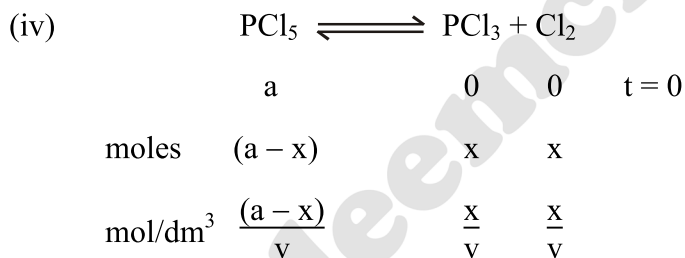 (iv) PCl₅ ⇌ PCl₃ + Cl₂
a 0 0 t = 0
moles (a – x) x x
mol/dm³ (a – x)/v x/v x/v